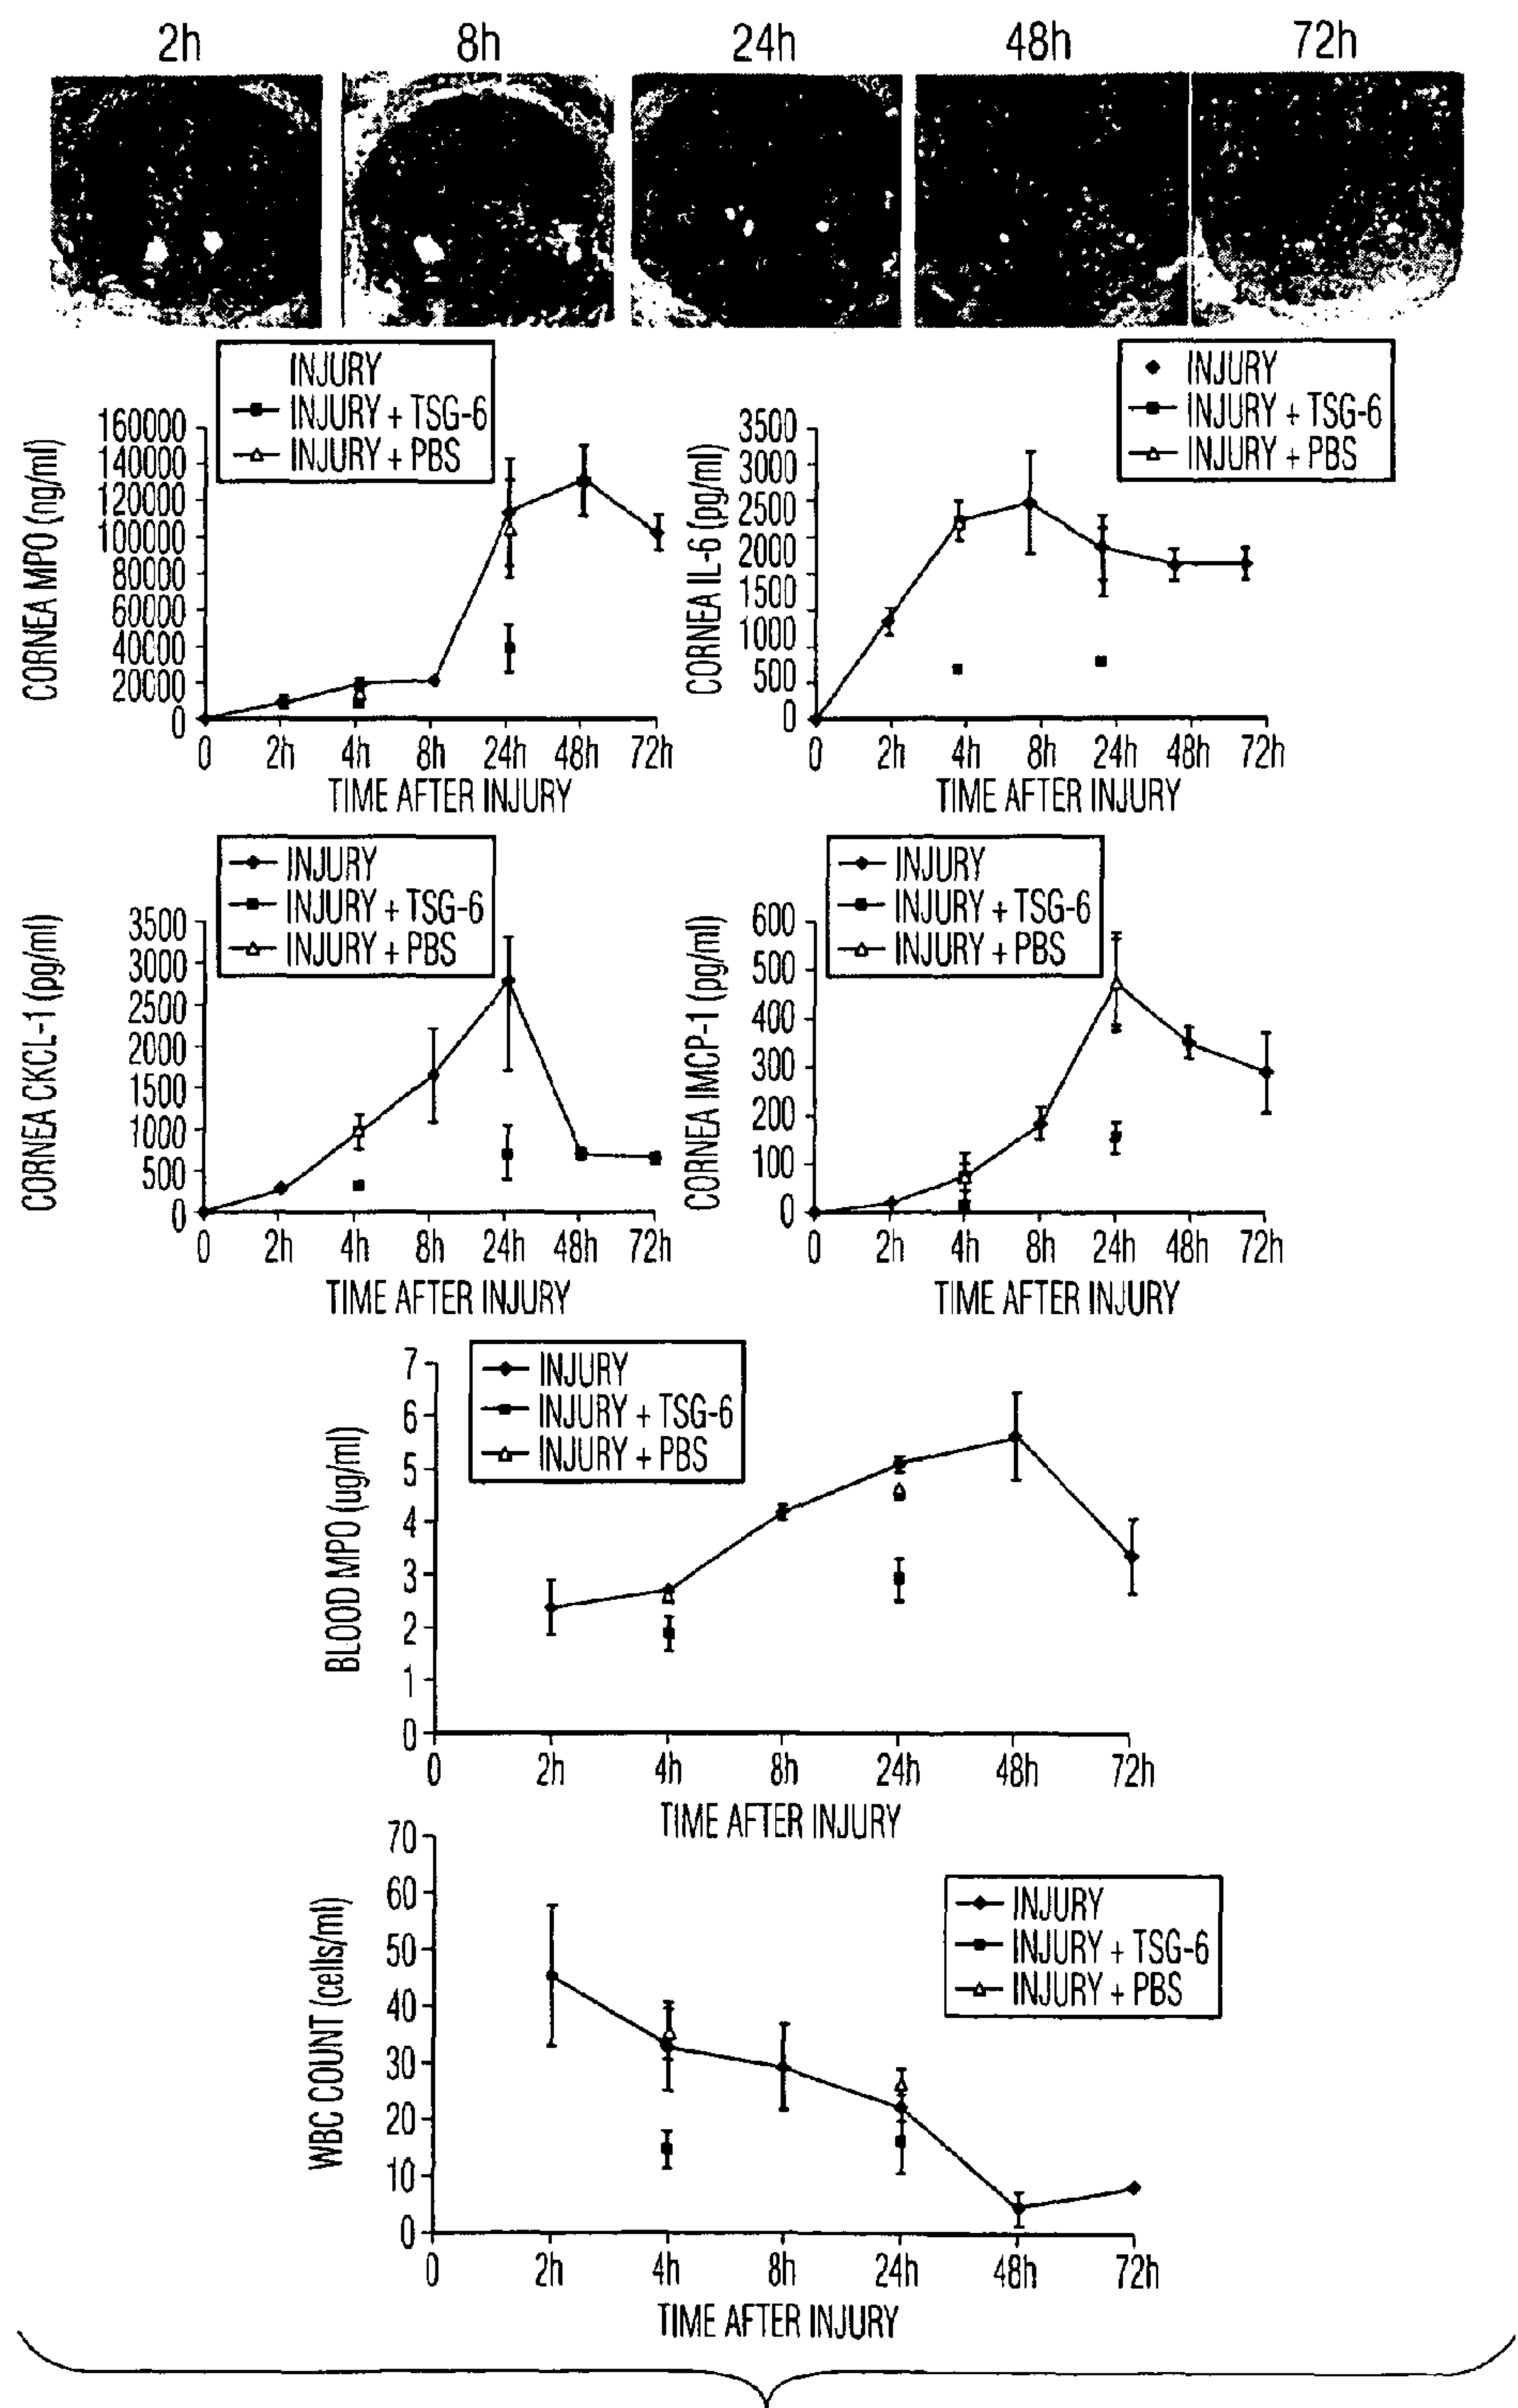 2h 8h 24h 48h 72h
INJURY
INJURY + TSG-6
INJURY + PBS
CORNEA MPO (ng/ml)
160000
140000
120000
100000
80000
60000
40000
20000
0
0 2h 4h 8h 24h 48h 72h
TIME AFTER INJURY
INJURY
INJURY + TSG-6
INJURY + PBS
CORNEA IL-6 (pg/ml)
3500
3000
2500
2000
1500
1000
500
0
0 2h 4h 8h 24h 48h 72h
TIME AFTER INJURY
INJURY
INJURY + TSG-6
INJURY + PBS
CORNEA CKCL-1 (pg/ml)
3500
3000
2500
2000
1500
1000
500
0
0 2h 4h 8h 24h 48h 72h
TIME AFTER INJURY
INJURY
INJURY + TSG-6
INJURY + PBS
CORNEA IMCP-1 (pg/ml)
600
500
400
300
200
100
0
0 2h 4h 8h 24h 48h 72h
TIME AFTER INJURY
INJURY
INJURY + TSG-6
INJURY + PBS
BLOOD MPO (ug/ml)
7
6
5
4
3
2
1
0
0 2h 4h 8h 24h 48h 72h
TIME AFTER INJURY
INJURY
INJURY + TSG-6
INJURY + PBS
WBC COUNT (cells/ml)
70
60
50
40
30
20
10
0
0 2h 4h 8h 24h 48h 72h
TIME AFTER INJURY